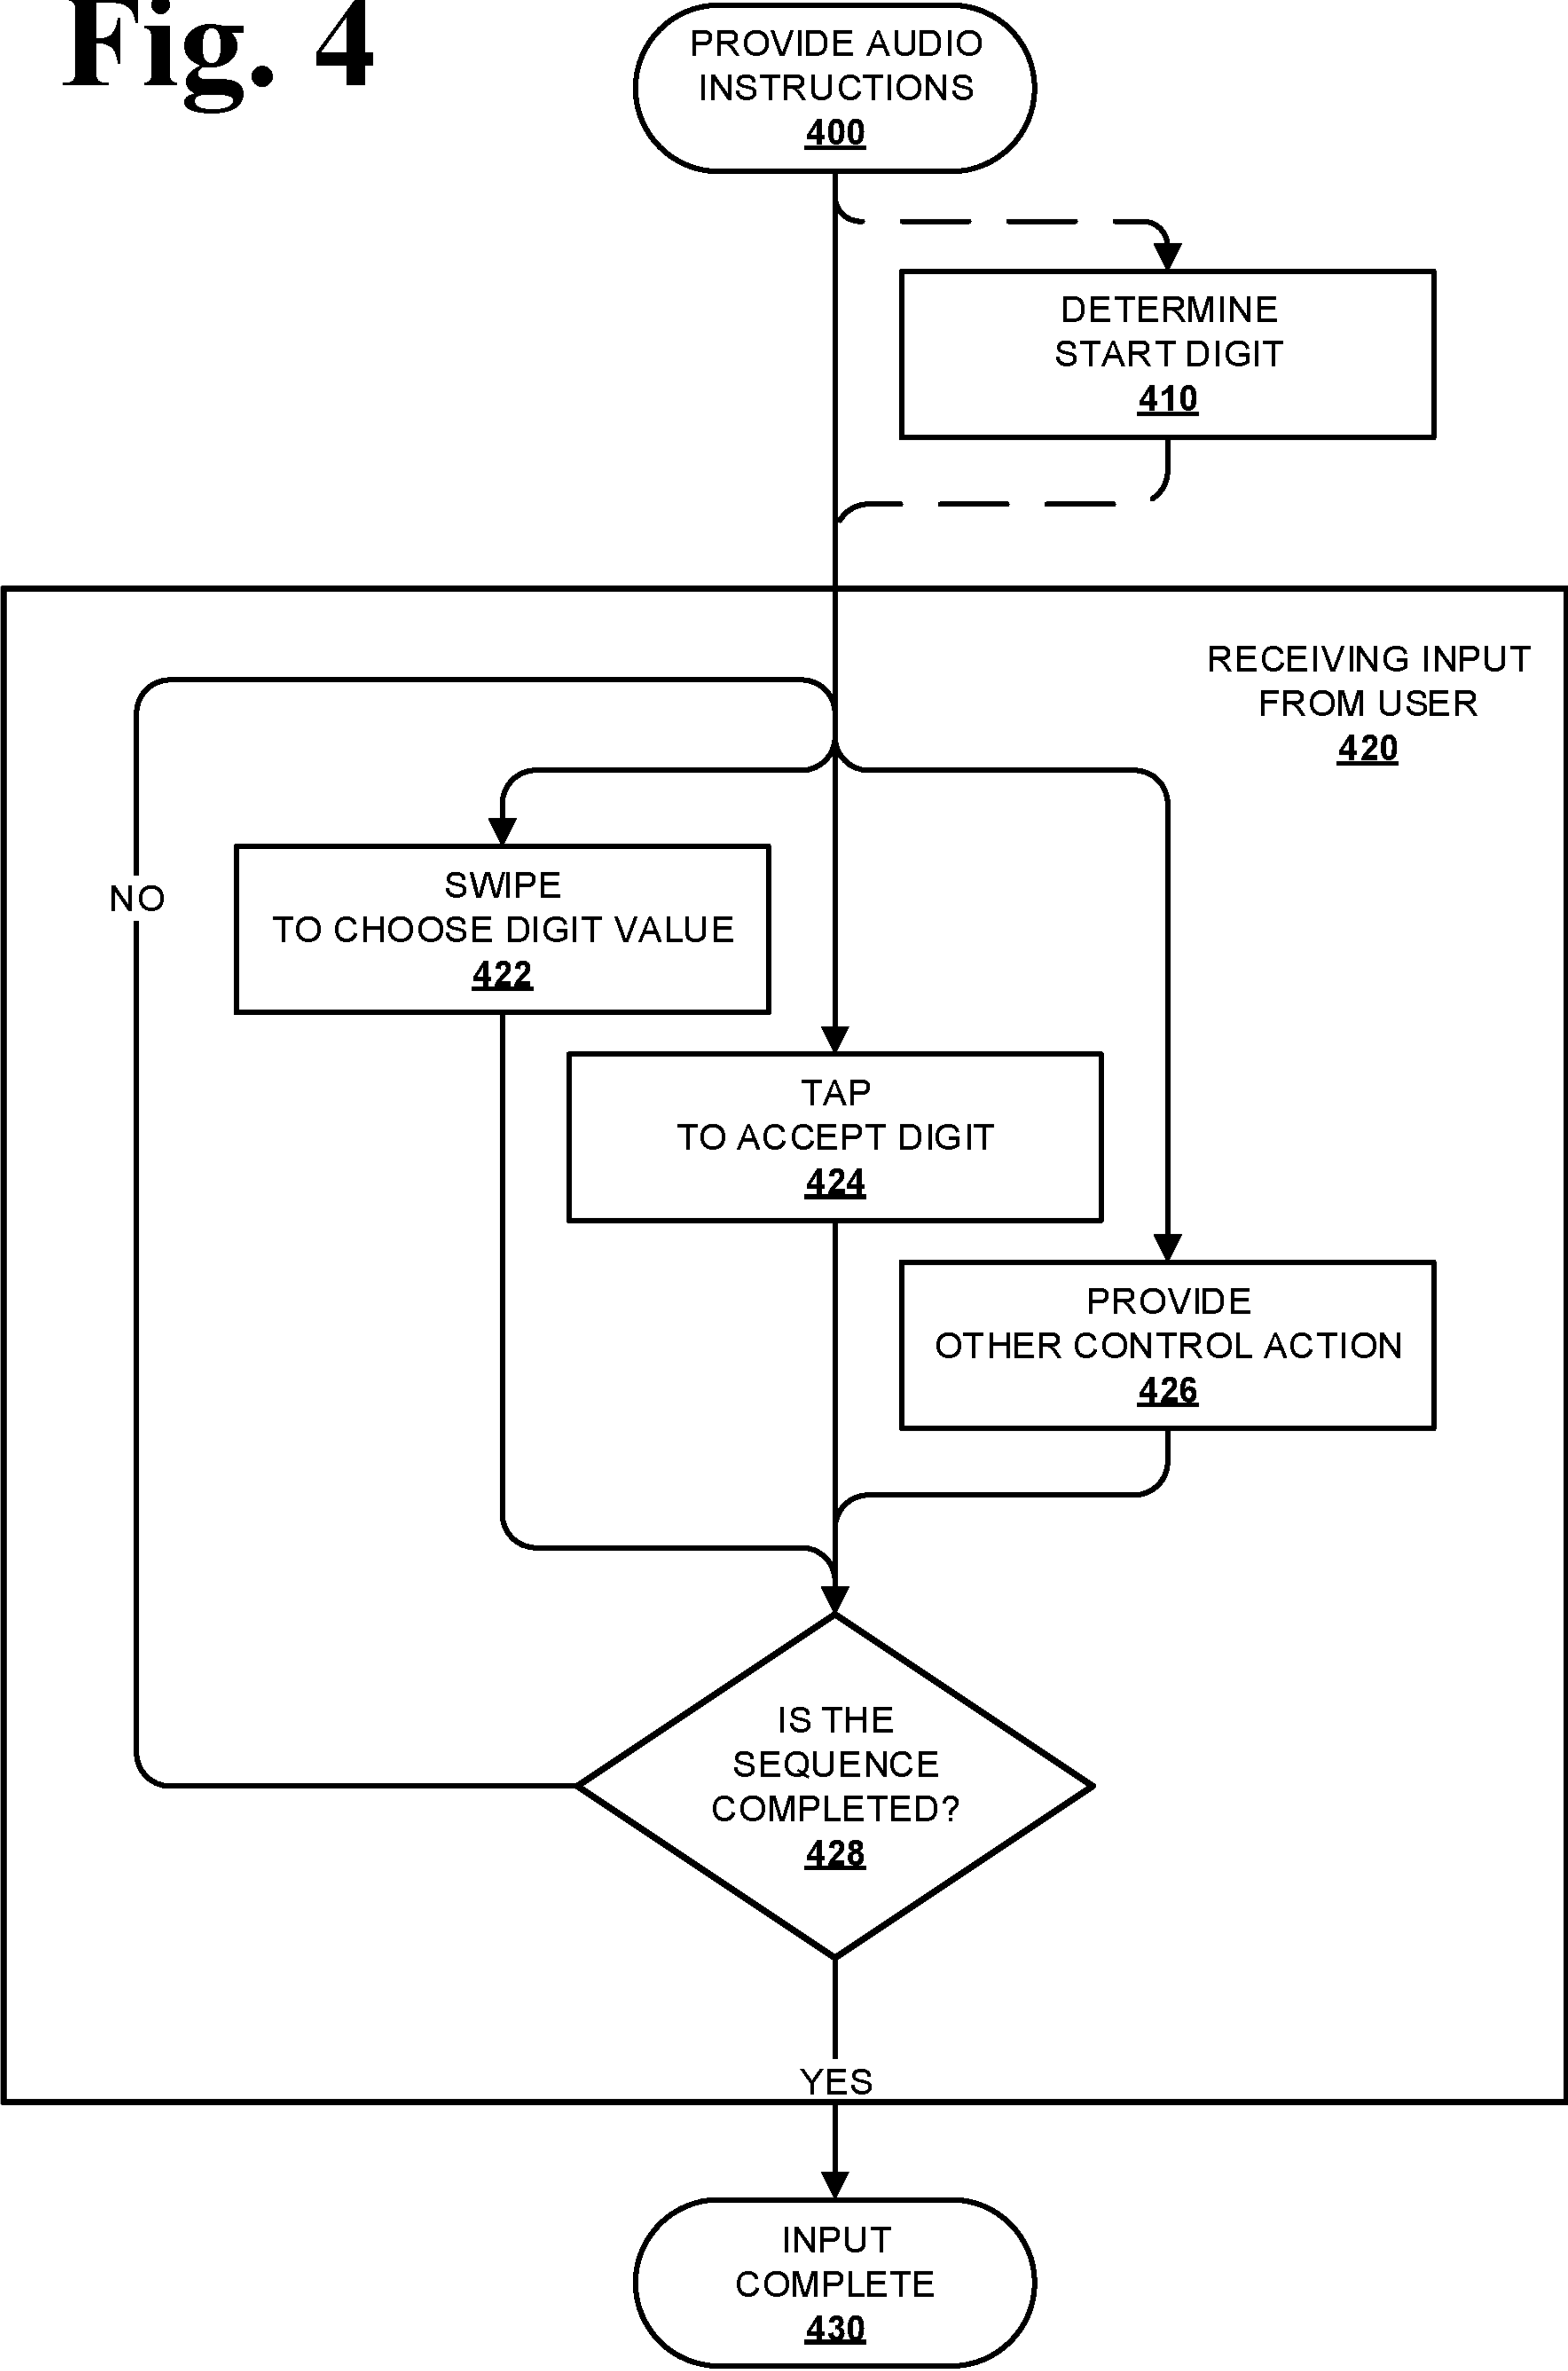 Fig. 4
PROVIDE AUDIO
INSTRUCTIONS
400
DETERMINE
START DIGIT
410
RECEIVING INPUT
FROM USER
420
NO
SWIPE
TO CHOOSE DIGIT VALUE
422
TAP
TO ACCEPT DIGIT
424
PROVIDE
OTHER CONTROL ACTION
426
IS THE
SEQUENCE
COMPLETED?
428
YES
INPUT
COMPLETE
430